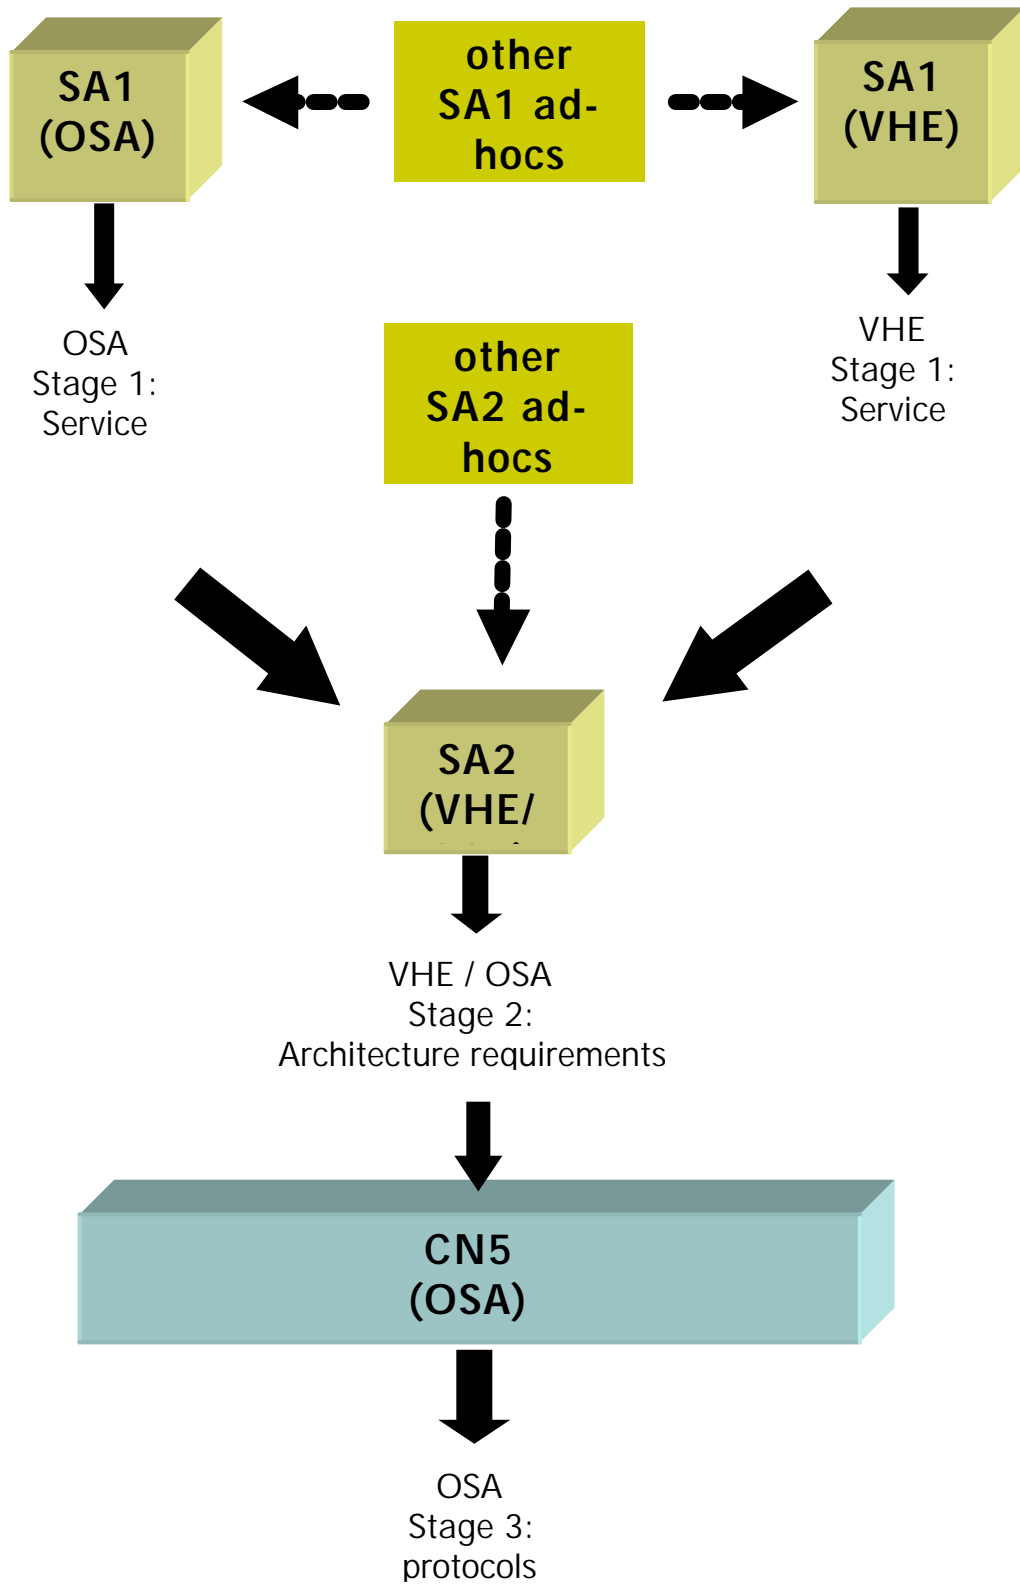 SA1
(OSA)
other
SA1 ad-
hocs
SA1
(VHE)
OSA
Stage 1:
Service
other
SA2 ad-
hocs
VHE
Stage 1:
Service
SA2
(VHE/
VHE / OSA
Stage 2:
Architecture requirements
CN5
(OSA)
OSA
Stage 3:
protocols